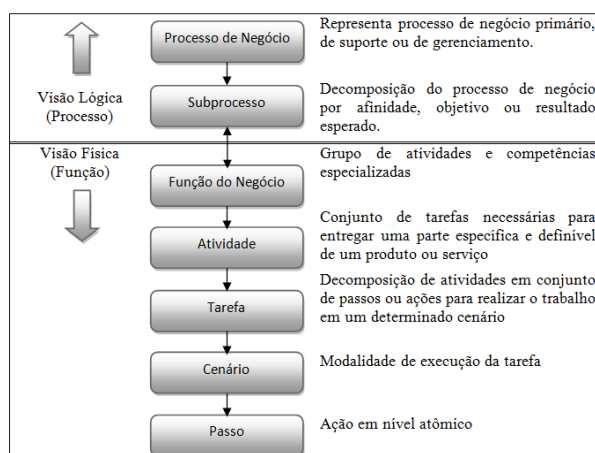 Processo de Negócio
Representa processo de negócio primário,
de suporte ou de gerenciamento.
Visão Lógica
(Processo)
Subprocesso
Decomposição do processo de negócio
por afinidade, objetivo ou resultado
esperado.
Visão Física
(Função)
Função do Negócio
Grupo de atividades e competências
especializadas
Atividade
Conjunto de tarefas necessárias para
entregar uma parte específica e definível
de um produto ou serviço
Tarefa
Decomposição de atividades em conjunto
de passos ou ações para realizar o trabalho
em um determinado cenário
Cenário
Modalidade de execução da tarefa
Passo
Ação em nível atômico